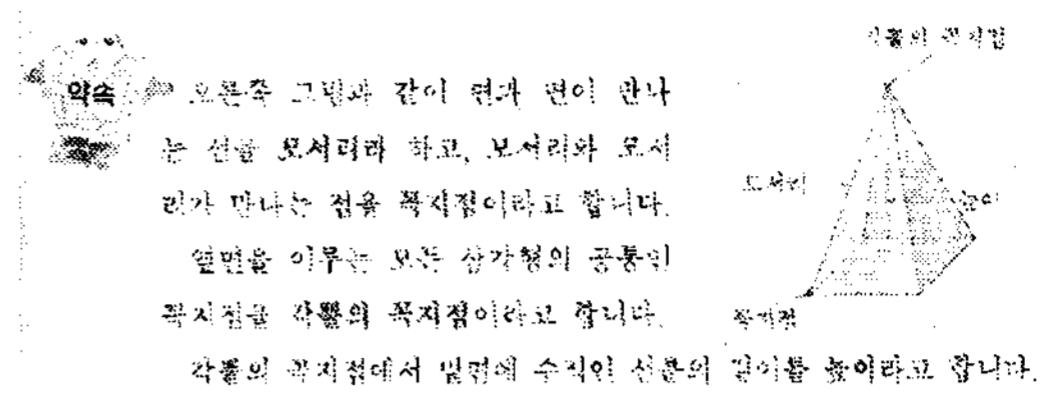 각뿔의 꼭지점
약속 오른쪽 그림과 같이 면과 면이 만나
는 선을 모서리라 하고, 모서리와 모서
리가 만나는 점을 꼭지점이라고 합니다.
옆면을 이루는 모든 삼각형의 공통인
꼭지점을 각뿔의 꼭지점이라고 합니다.
각뿔의 꼭지점에서 밑면에 수직인 선분의 길이를 높이라고 합니다.
모서리
높이
꼭지점